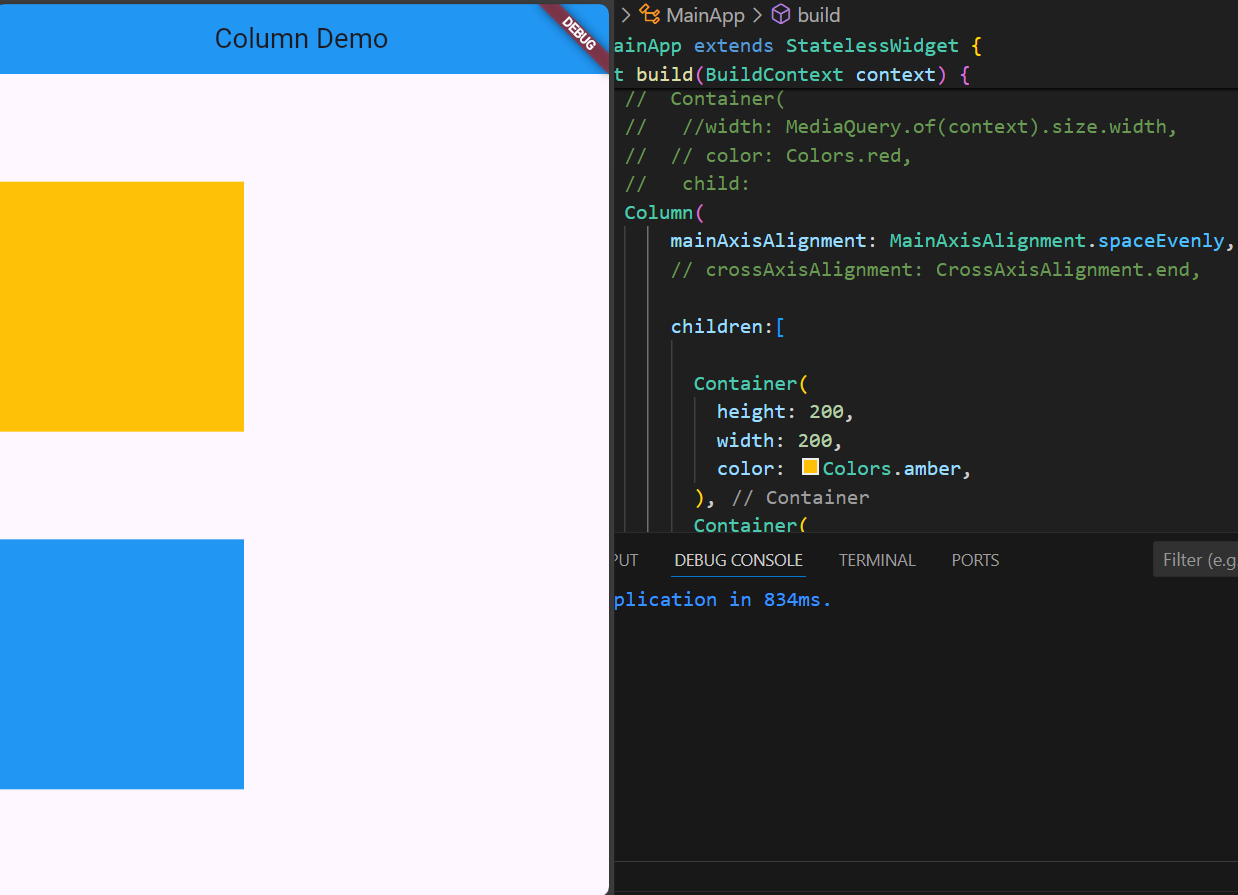 Column Demo
DEBUG
MainApp build
ainApp extends StatelessWidget {
t build(BuildContext context) {
// Container(
// //width: MediaQuery.of(context).size.width,
// // color: Colors.red,
// child:
Column(
mainAxisAlignment: MainAxisAlignment.spaceEvenly,
// crossAxisAlignment: CrossAxisAlignment.end,
children:[
Container(
height: 200,
width: 200,
color: Colors.amber,
), // Container
Container(
PUT DEBUG CONSOLE TERMINAL PORTS Filter (e.g.
plication in 834ms.